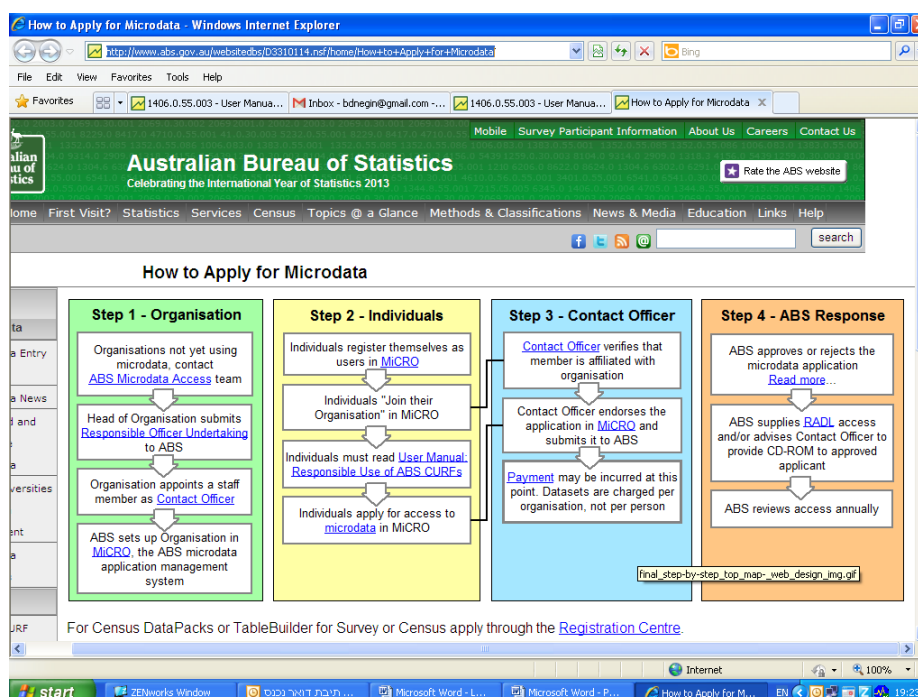 How to Apply for Microdata - Windows Internet Explorer
http://www.abs.gov.au/websitedbs/D3310114.nsf/home/How+to+Apply+for+Microdata
Bing
File Edit View Favorites Tools Help
Favorites 1406.0.55.003 - User Manua... Inbox - bdnegin@gmail.com -... 1406.0.55.003 - User Manua... How to Apply for Microdata X
Mobile Survey Participant Information About Us Careers Contact Us
Australian Bureau of Statistics
Celebrating the International Year of Statistics 2013
Rate the ABS website
First Visit? Statistics Services Census Topics @ a Glance Methods & Classifications News & Media Education Links Help
search
How to Apply for Microdata
Step 1 - Organisation
Organisations not yet using
microdata, contact
ABS Microdata Access team
Head of Organisation submits
Responsible Officer Undertaking
to ABS
Organisation appoints a staff
member as Contact Officer
ABS sets up Organisation in
MiCRO, the ABS microdata
application management
system
Step 2 - Individuals
Individuals register themselves as
users in MiCRO
Individuals "Join their
Organisation" in MiCRO
Individuals must read User Manual:
Responsible Use of ABS CURFs
Individuals apply for access to
microdata in MiCRO
Step 3 - Contact Officer
Contact Officer verifies that
member is affiliated with
organisation
Contact Officer endorses the
application in MiCRO and
submits it to ABS
Payment may be incurred at this
point. Datasets are charged per
organisation, not per person
Step 4 - ABS Response
ABS approves or rejects the
microdata application
Read more...
ABS supplies RADL access
and/or advises Contact Officer to
provide CD-ROM to approved
applicant
ABS reviews access annually
final_step-by-step_top_map-_web_design_img.gif
For Census DataPacks or TableBuilder for Survey or Census apply through the Registration Centre.
Internet 100%
start ZENworks Window תיבת דואר נכנס ... Microsoft Word - L... Microsoft Word - P... How to Apply for M... EN 19:23